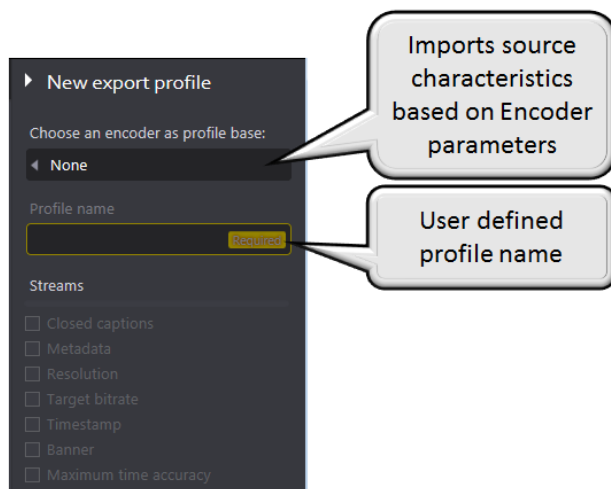 New export profile
Choose an encoder as profile base:
None
Profile name
Required
Streams
Closed captions
Metadata
Resolution
Target bitrate
Timestamp
Banner
Maximum time accuracy
Imports source
characteristics
based on Encoder
parameters
User defined
profile name